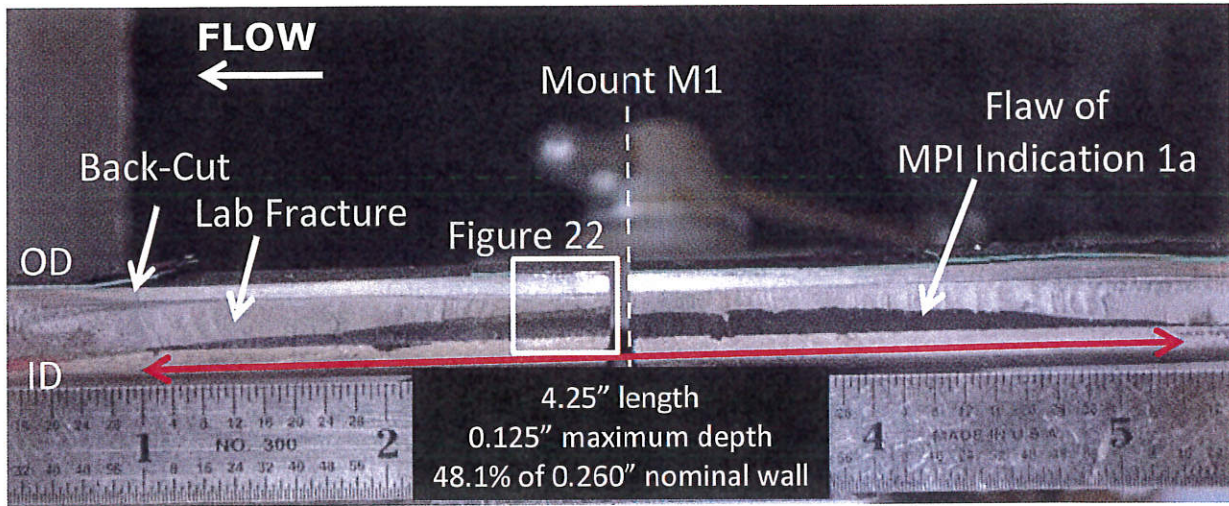 FLOW
Mount M1
Flaw of
MPI Indication 1a
Back-Cut
Lab Fracture
Figure 22
OD
ID
1
NO. 300
2
4
MADE IN U.S.A.
5
4.25” length
0.125” maximum depth
48.1% of 0.260” nominal wall